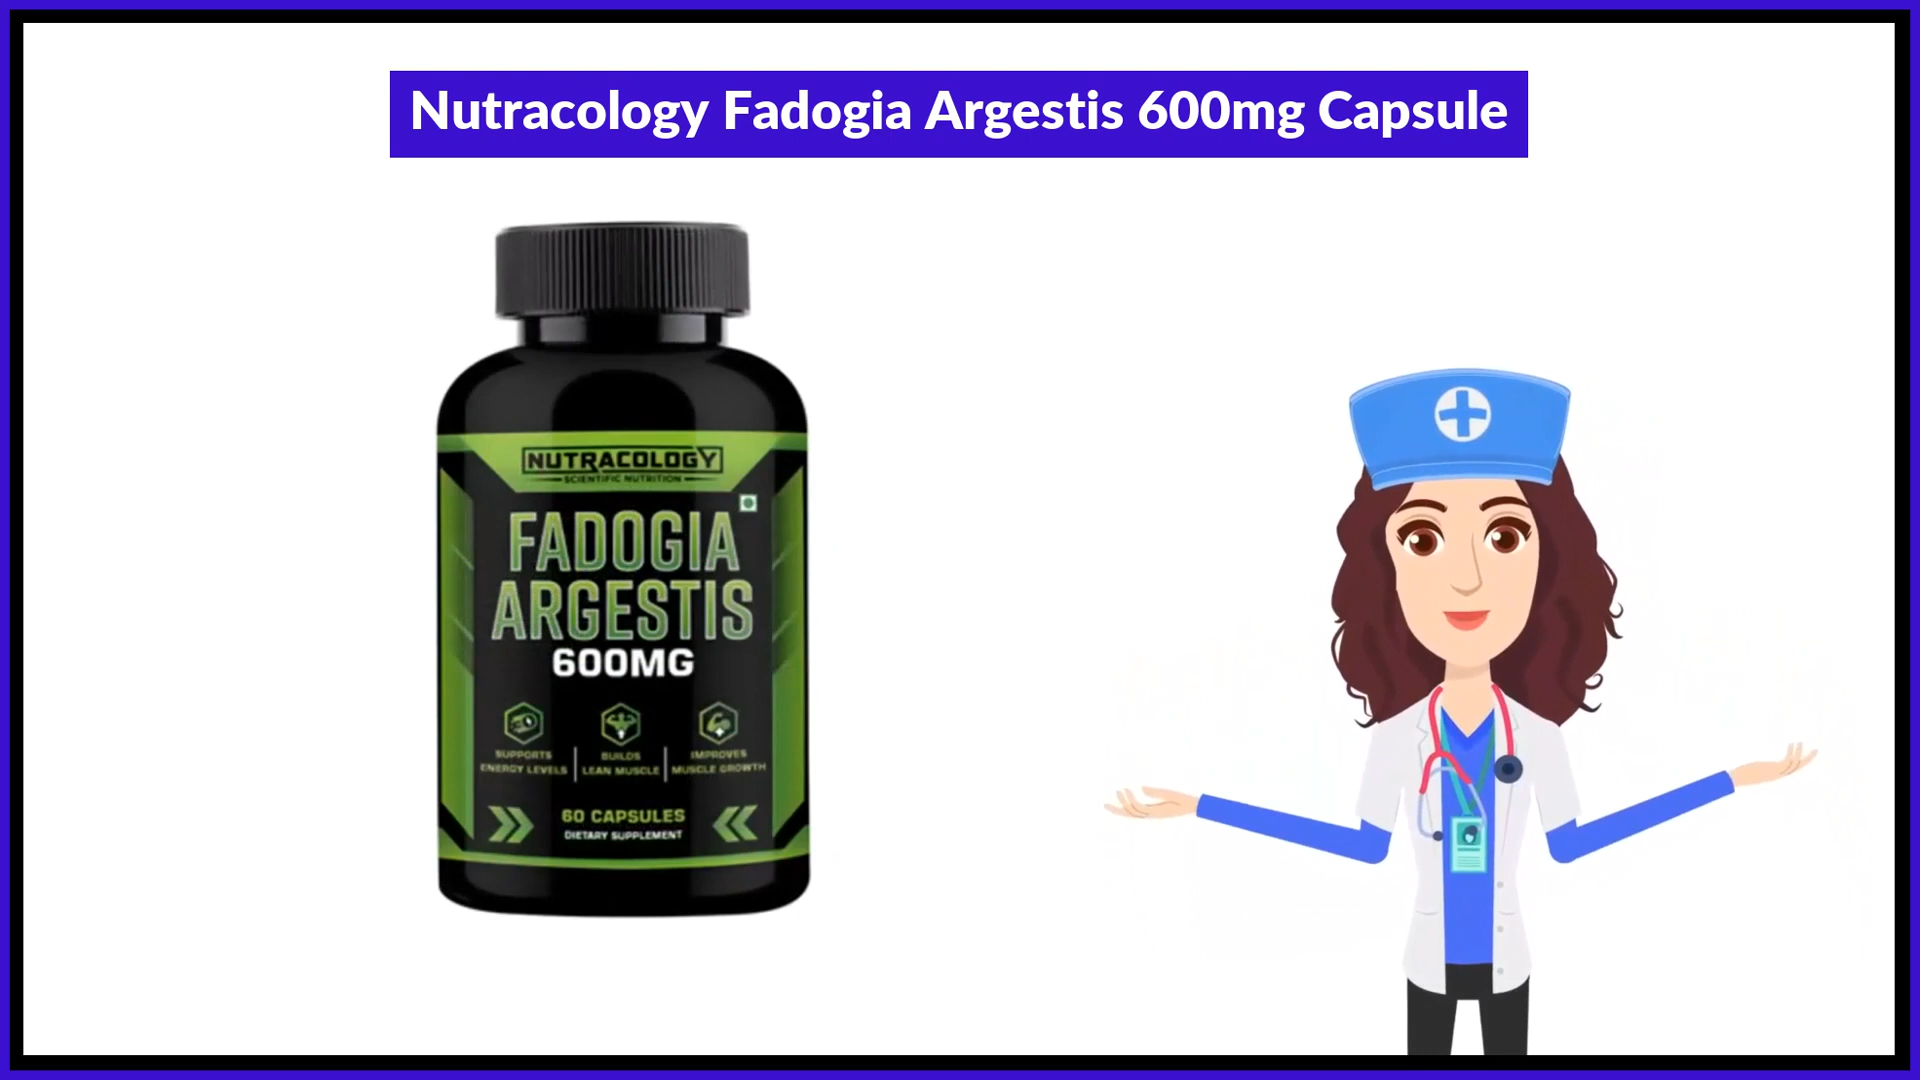 Nutracology Fadogia Argestis 600mg Capsule
NUTRACOLOGY
SCIENTIFIC NUTRITION
FADOGIA
ARGESTIS
600MG
SUPPORTS
ENERGY LEVELS
BUILDS
LEAN MUSCLE
IMPROVES
MUSCLE GROWTH
60 CAPSULES
DIETARY SUPPLEMENT